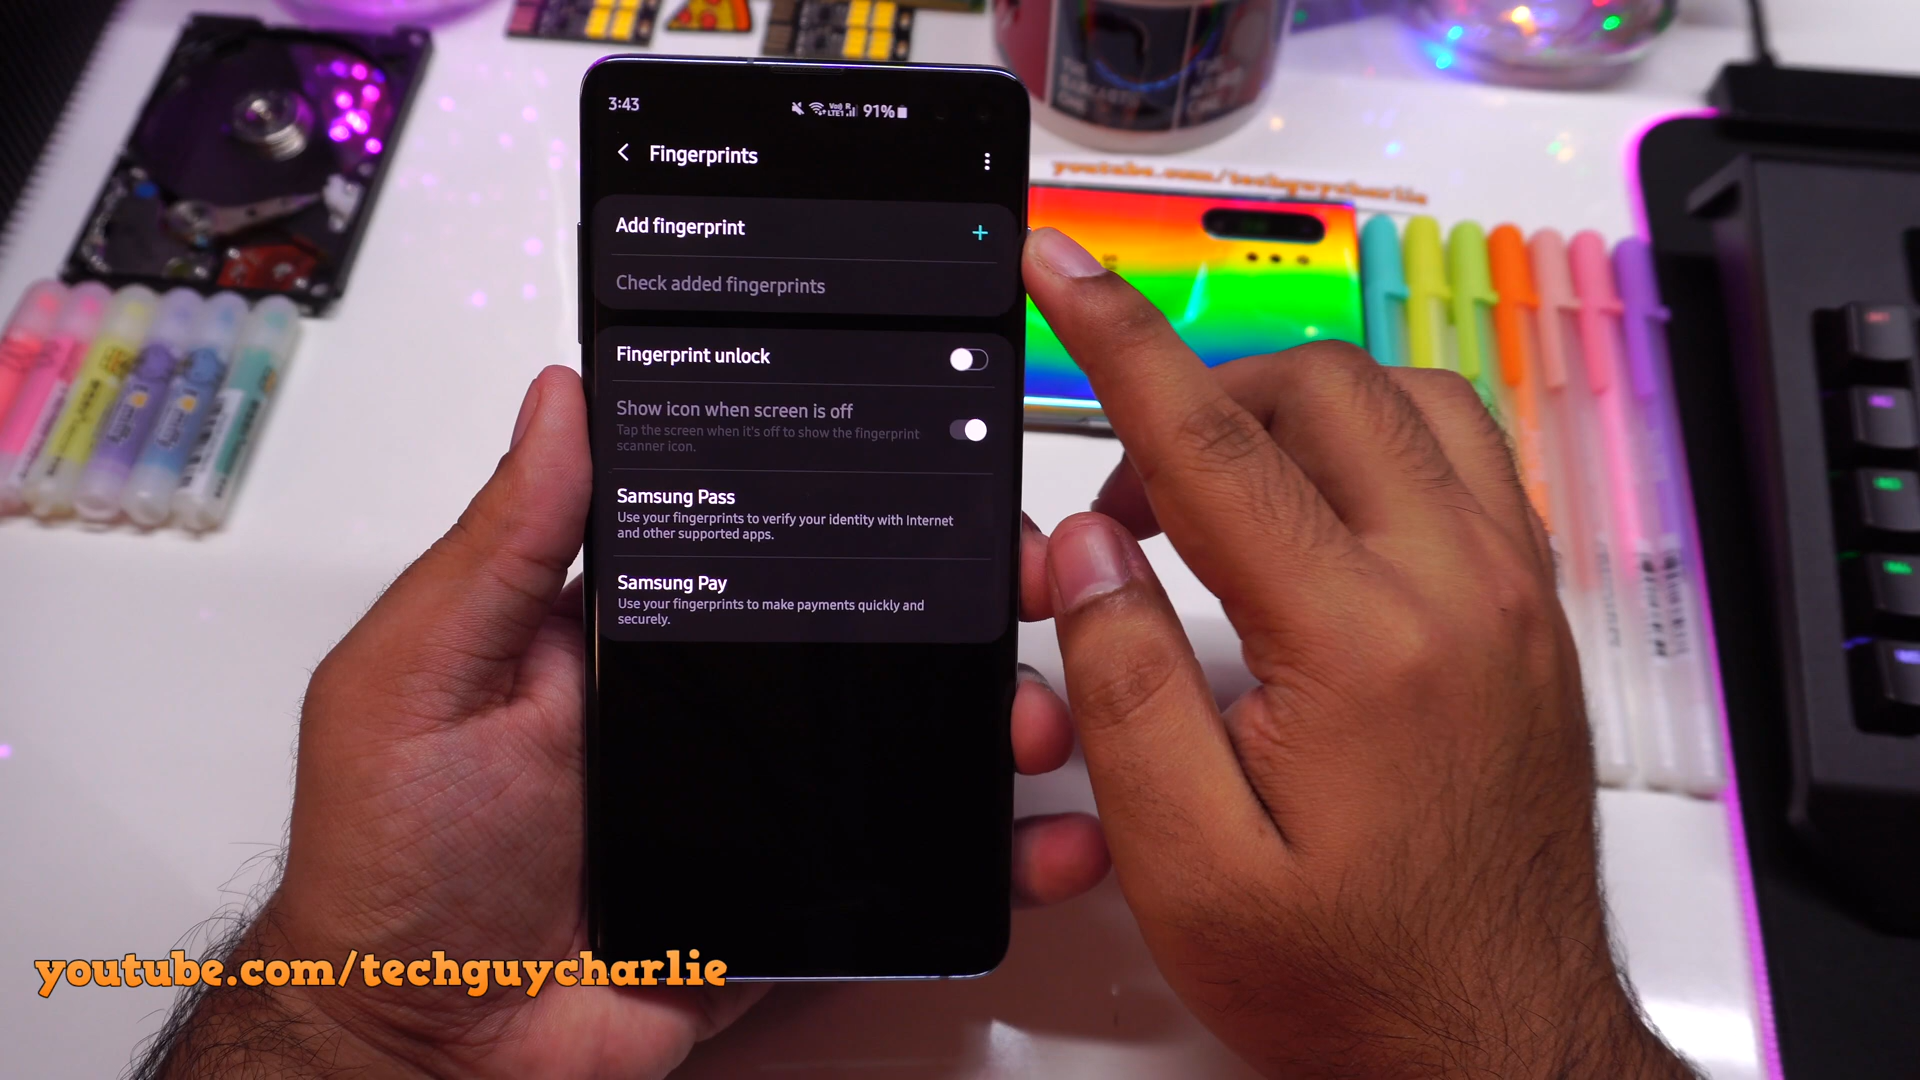 3:43
91%
Fingerprints
Add fingerprint
Check added fingerprints
Fingerprint unlock
Show icon when screen is off
Tap the screen when it's off to show the fingerprint
scanner icon.
Samsung Pass
Use your fingerprints to verify your identity with Internet
and other supported apps.
Samsung Pay
Use your fingerprints to make payments quickly and
securely.
youtube.com/techguycharlie
youtube.com/techguycharlie